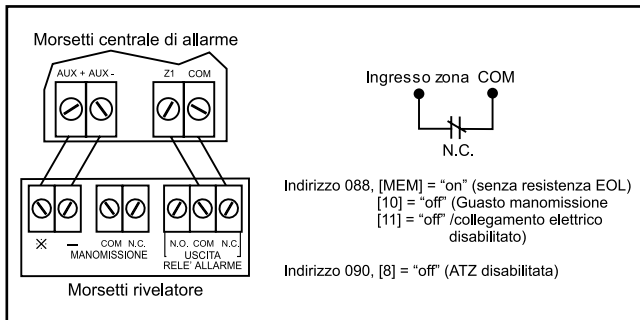 Morsetti centrale di allarme
AUX + AUX - Z1 COM
Ingresso zona COM
N.C.
COM N.C. N.O. COM N.C.
MANOMISSIONE
USCITA
RELE' ALLARME
Morsetti rivelatore
Indirizzo 088, [MEM] = “on” (senza resistenza EOL)
[10] = “off” (Guasto manomissione
[11] = “off” /collegamento elettrico
disabilitato)
Indirizzo 090, [8] = “off” (ATZ disabilitata)